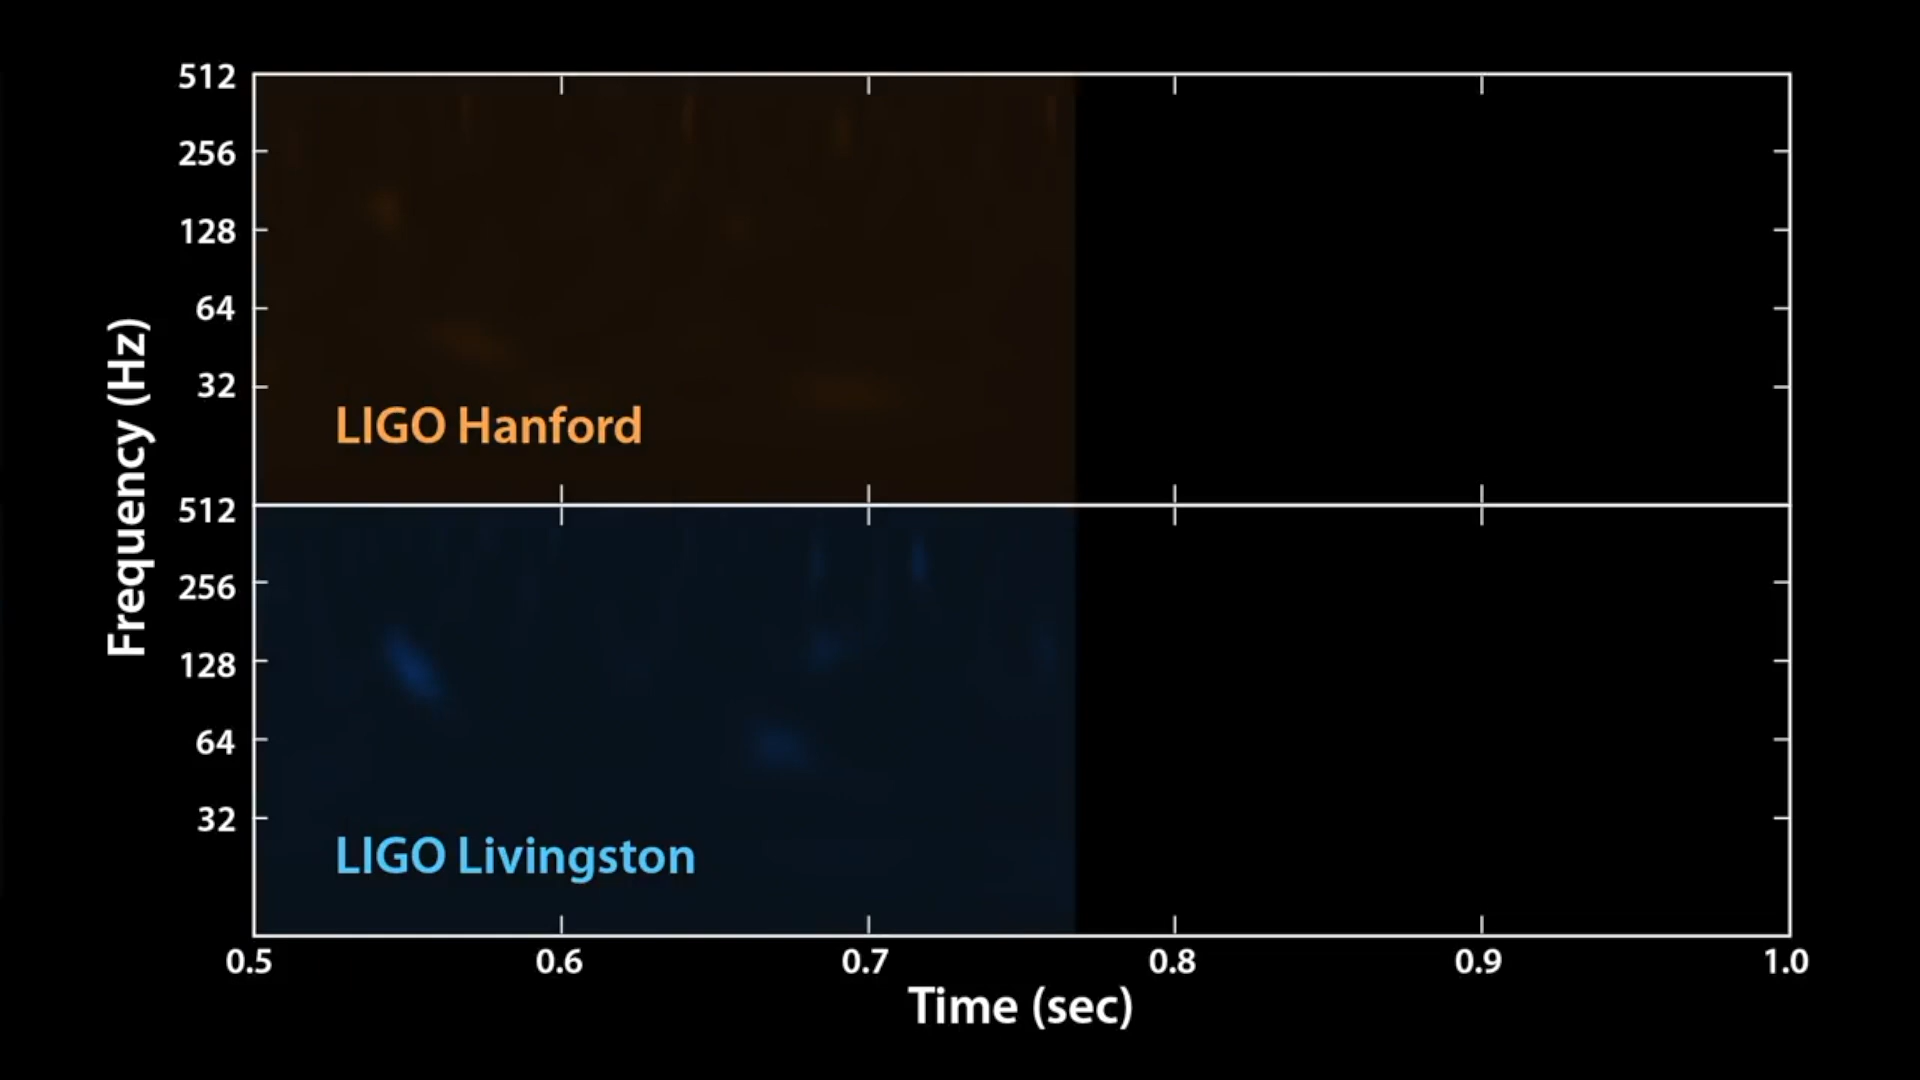 Frequency (Hz)
512
256
128
64
32
LIGO Hanford
512
256
128
64
32
LIGO Livingston
0.5 0.6 0.7 0.8 0.9 1.0
Time (sec)